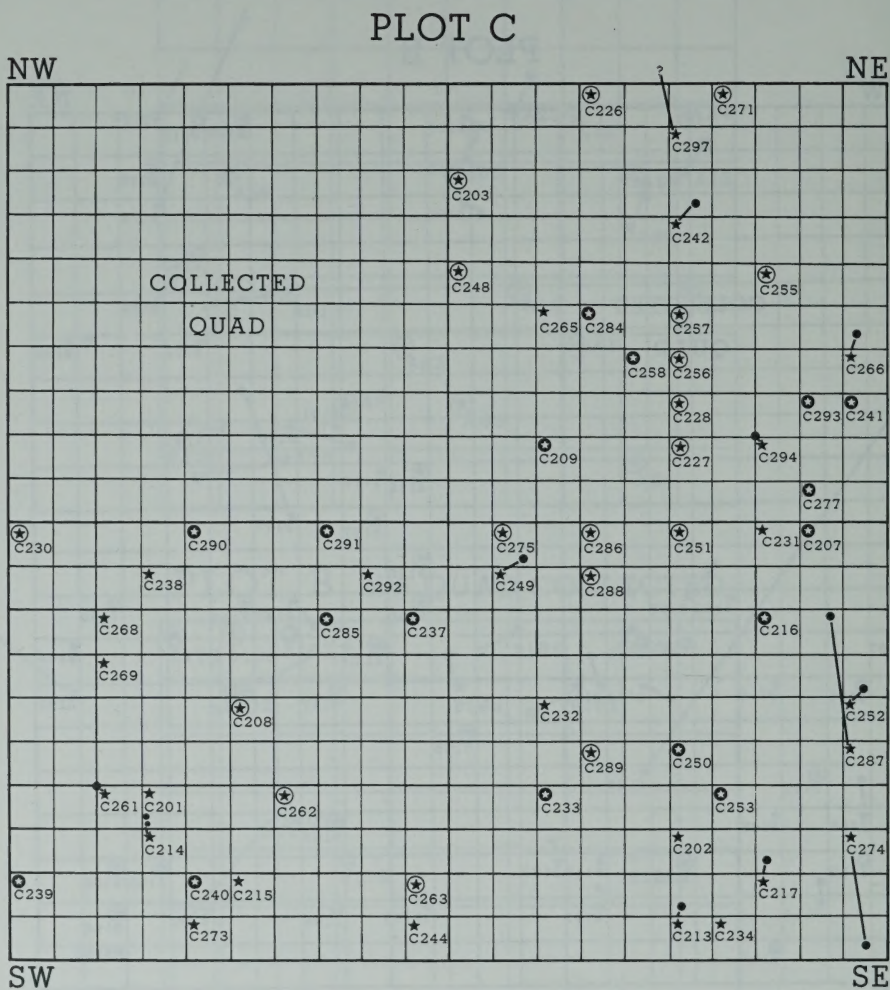 PLOT C
NW NE
?
C226 C271
C297
C203
C242
COLLECTED
QUAD
C248 C255
C265 C284 C257
C258 C256 C266
C228 C293 C241
C209 C227 C294
C277
C230 C290 C291 C275 C286 C251 C231 C207
C238 C292 C249 C288
C268 C285 C237 C216
C269
C208 C232 C252
C289 C250 C287
C261 C201 C262 C233 C253
C214 C202 C274
C239 C240 C215 C263 C217
C273 C244 C213 C234
SW SE